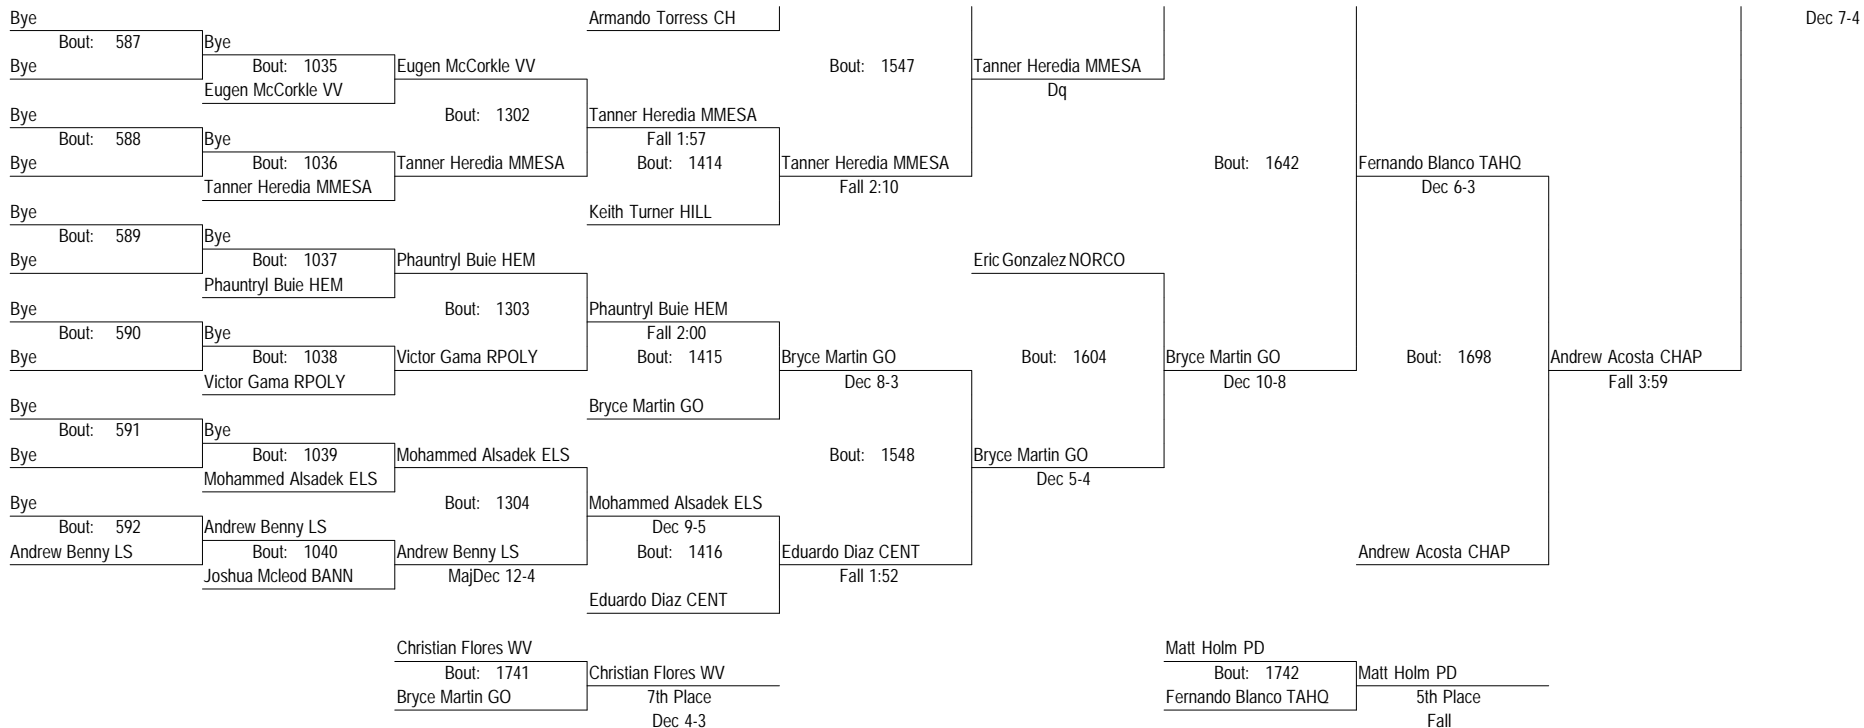 Bye
Armando Torress CH
Dec 7-4
Bout: 587
Bye
Bye
Bout: 1035
Eugen McCorkle VV
Bout: 1547
Tanner Heredia MMESA
Eugen McCorkle VV
Dq
Bye
Bout: 1302
Tanner Heredia MMESA
Bout: 588
Bye
Fall 1:57
Bye
Bout: 1036
Tanner Heredia MMESA
Bout: 1414
Tanner Heredia MMESA
Bout: 1642
Fernando Blanco TAHQ
Tanner Heredia MMESA
Fall 2:10
Dec 6-3
Bye
Keith Turner HILL
Bout: 589
Bye
Bye
Bout: 1037
Phauntryl Buie HEM
Eric Gonzalez NORCO
Phauntryl Buie HEM
Bye
Bout: 1303
Phauntryl Buie HEM
Bout: 590
Bye
Fall 2:00
Bye
Bout: 1038
Victor Gama RPOLY
Bout: 1415
Bryce Martin GO
Bout: 1604
Bryce Martin GO
Bout: 1698
Andrew Acosta CHAP
Victor Gama RPOLY
Dec 8-3
Dec 10-8
Fall 3:59
Bye
Bryce Martin GO
Bout: 591
Bye
Bye
Bout: 1039
Mohammed Alsadek ELS
Bout: 1548
Bryce Martin GO
Mohammed Alsadek ELS
Dec 5-4
Bye
Bout: 1304
Mohammed Alsadek ELS
Bout: 592
Andrew Benny LS
Dec 9-5
Andrew Benny LS
Bout: 1040
Andrew Benny LS
Bout: 1416
Eduardo Diaz CENT
Andrew Acosta CHAP
Joshua Mcleod BANN
MajDec 12-4
Fall 1:52
Eduardo Diaz CENT
Christian Flores WV
Matt Holm PD
Bout: 1741
Christian Flores WV
Bout: 1742
Matt Holm PD
Bryce Martin GO
7th Place
Fernando Blanco TAHQ
5th Place
Dec 4-3
Fall